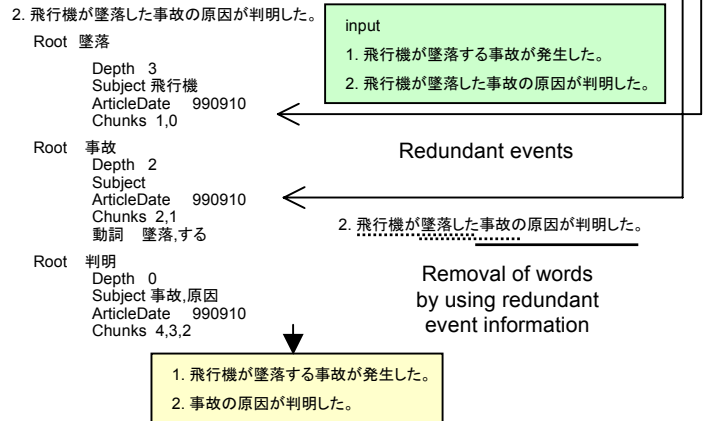 2. 飛行機が墜落した事故の原因が判明した。
Root 墜落
Depth 3
Subject 飛行機
ArticleDate 990910
Chunks 1,0
Root 事故
Depth 2
Subject
ArticleDate 990910
Chunks 2,1
動詞 墜落,する
Root 判明
Depth 0
Subject 事故,原因
ArticleDate 990910
Chunks 4,3,2
input
1. 飛行機が墜落する事故が発生した。
2. 飛行機が墜落した事故の原因が判明した。
Redundant events
2. 飛行機が墜落した事故の原因が判明した。
Removal of words
by using redundant
event information
1. 飛行機が墜落する事故が発生した。
2. 事故の原因が判明した。